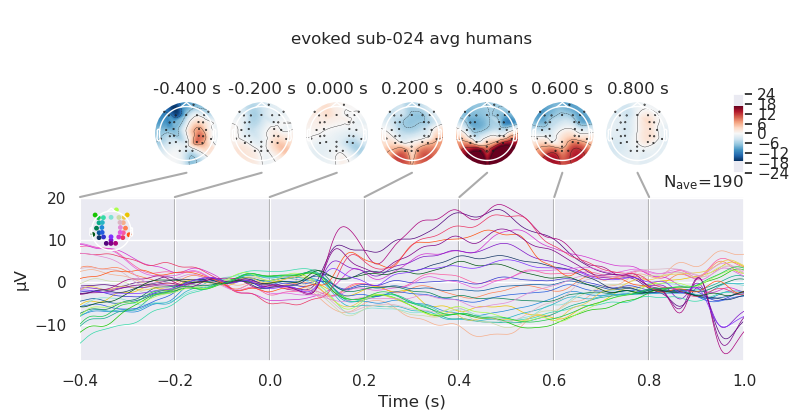 evoked sub-024 avg humans
-0.400 s -0.200 s 0.000 s 0.200 s 0.400 s 0.600 s 0.800 s
24
18
12
6
0
−6
−12
−18
−24
Nave=190
20
10
0
−10
μV
−0.4 −0.2 0.0 0.2 0.4 0.6 0.8 1.0
Time (s)